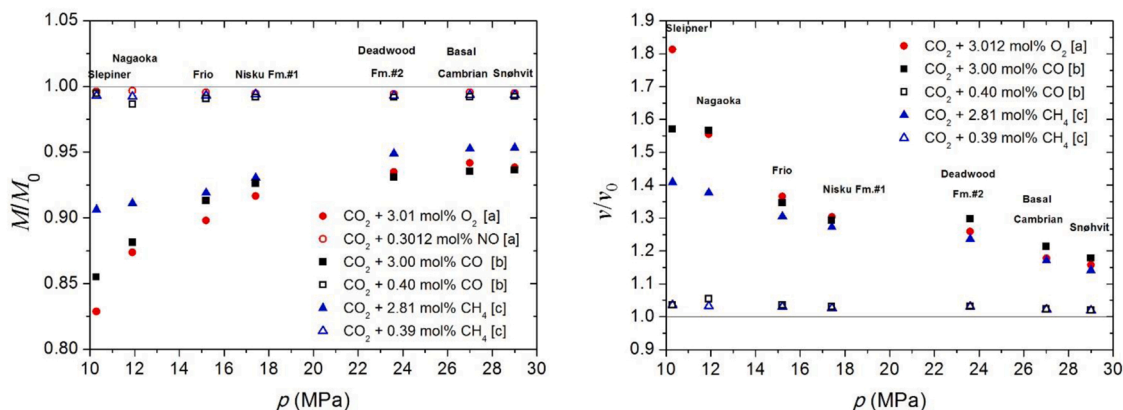 1.05
1.00
0.95
0.90
0.85
0.80
M/M₀
Slepiner
Nagaoka
Frio
Nisku Fm.#1
Deadwood
Fm.#2
Basal
Cambrian
Snøhvit
CO₂ + 3.01 mol% O₂ [a]
CO₂ + 0.3012 mol% NO [a]
CO₂ + 3.00 mol% CO [b]
CO₂ + 0.40 mol% CO [b]
CO₂ + 2.81 mol% CH₄ [c]
CO₂ + 0.39 mol% CH₄ [c]
10 12 14 16 18 20 22 24 26 28 30
p (MPa)
1.9
1.8
1.7
1.6
1.5
1.4
1.3
1.2
1.1
1.0
0.9
v/v₀
Sleipner
Nagaoka
Frio
Nisku Fm.#1
Deadwood
Fm.#2
Basal
Cambrian
Snøhvit
CO₂ + 3.012 mol% O₂ [a]
CO₂ + 3.00 mol% CO [b]
CO₂ + 0.40 mol% CO [b]
CO₂ + 2.81 mol% CH₄ [c]
CO₂ + 0.39 mol% CH₄ [c]
10 12 14 16 18 20 22 24 26 28 30
p (MPa)